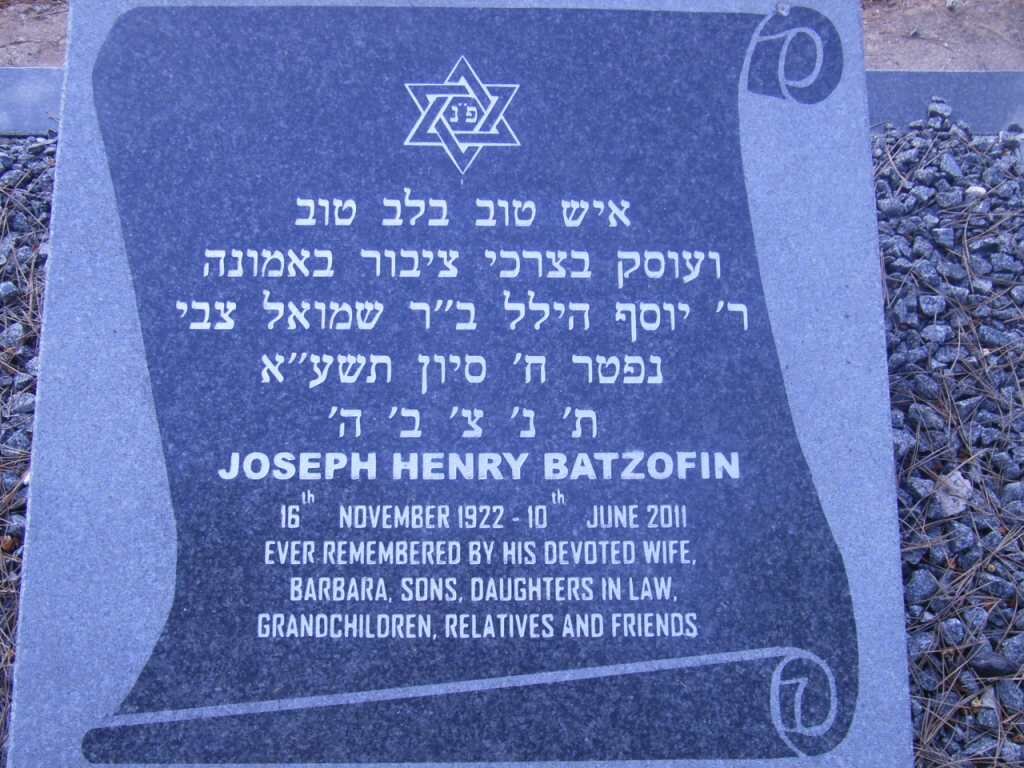 פ"נ
איש טוב בלב טוב
ועוסק בצרכי ציבור באמונה
ר' יוסף הילל ב"ר שמואל צבי
נפטר ח' סיון תשע"א
ת' נ' צ' ב' ה'
JOSEPH HENRY BATZOFIN
16th NOVEMBER 1922 - 10th JUNE 2011
EVER REMEMBERED BY HIS DEVOTED WIFE,
BARBARA, SONS, DAUGHTERS IN LAW,
GRANDCHILDREN, RELATIVES AND FRIENDS